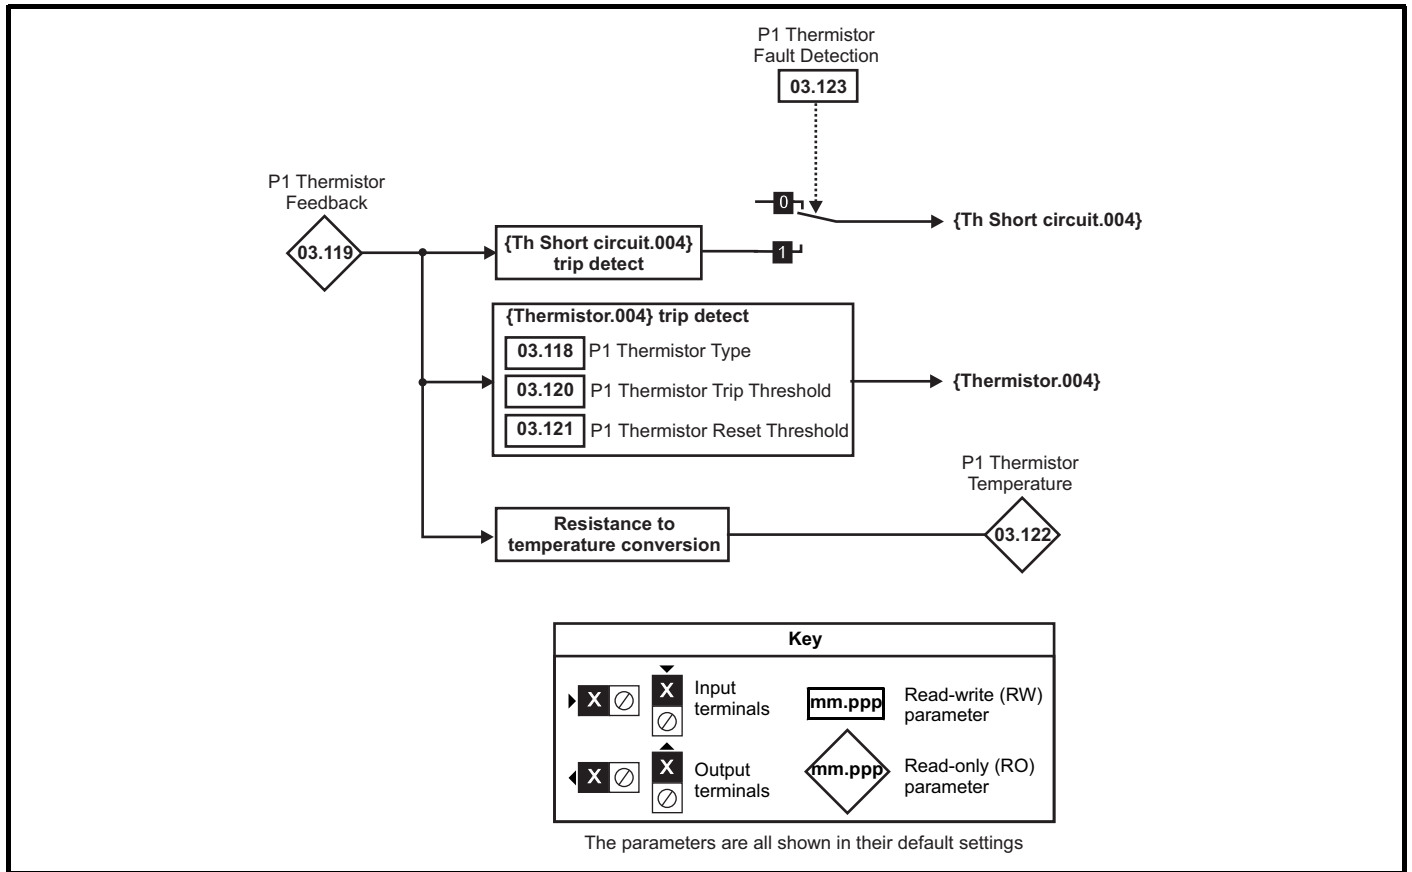 P1 Thermistor
Fault Detection
03.123
P1 Thermistor
Feedback
03.119
0
{Th Short circuit.004}
{Th Short circuit.004}
trip detect
1
{Thermistor.004} trip detect
03.118 P1 Thermistor Type
03.120 P1 Thermistor Trip Threshold
03.121 P1 Thermistor Reset Threshold
{Thermistor.004}
P1 Thermistor
Temperature
03.122
Resistance to
temperature conversion
Key
X
X
Input
terminals
mm.ppp
Read-write (RW)
parameter
X
X
Output
terminals
mm.ppp
Read-only (RO)
parameter
The parameters are all shown in their default settings